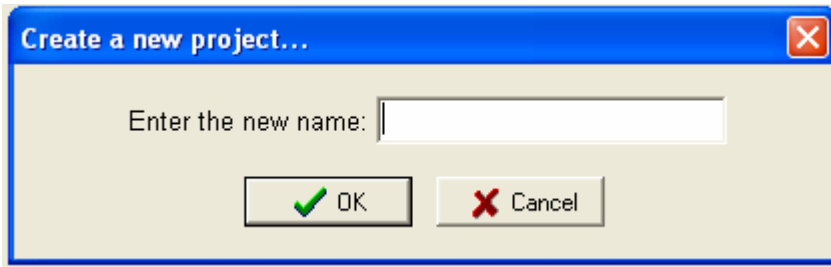 Create a new project...
Enter the new name:
OK Cancel